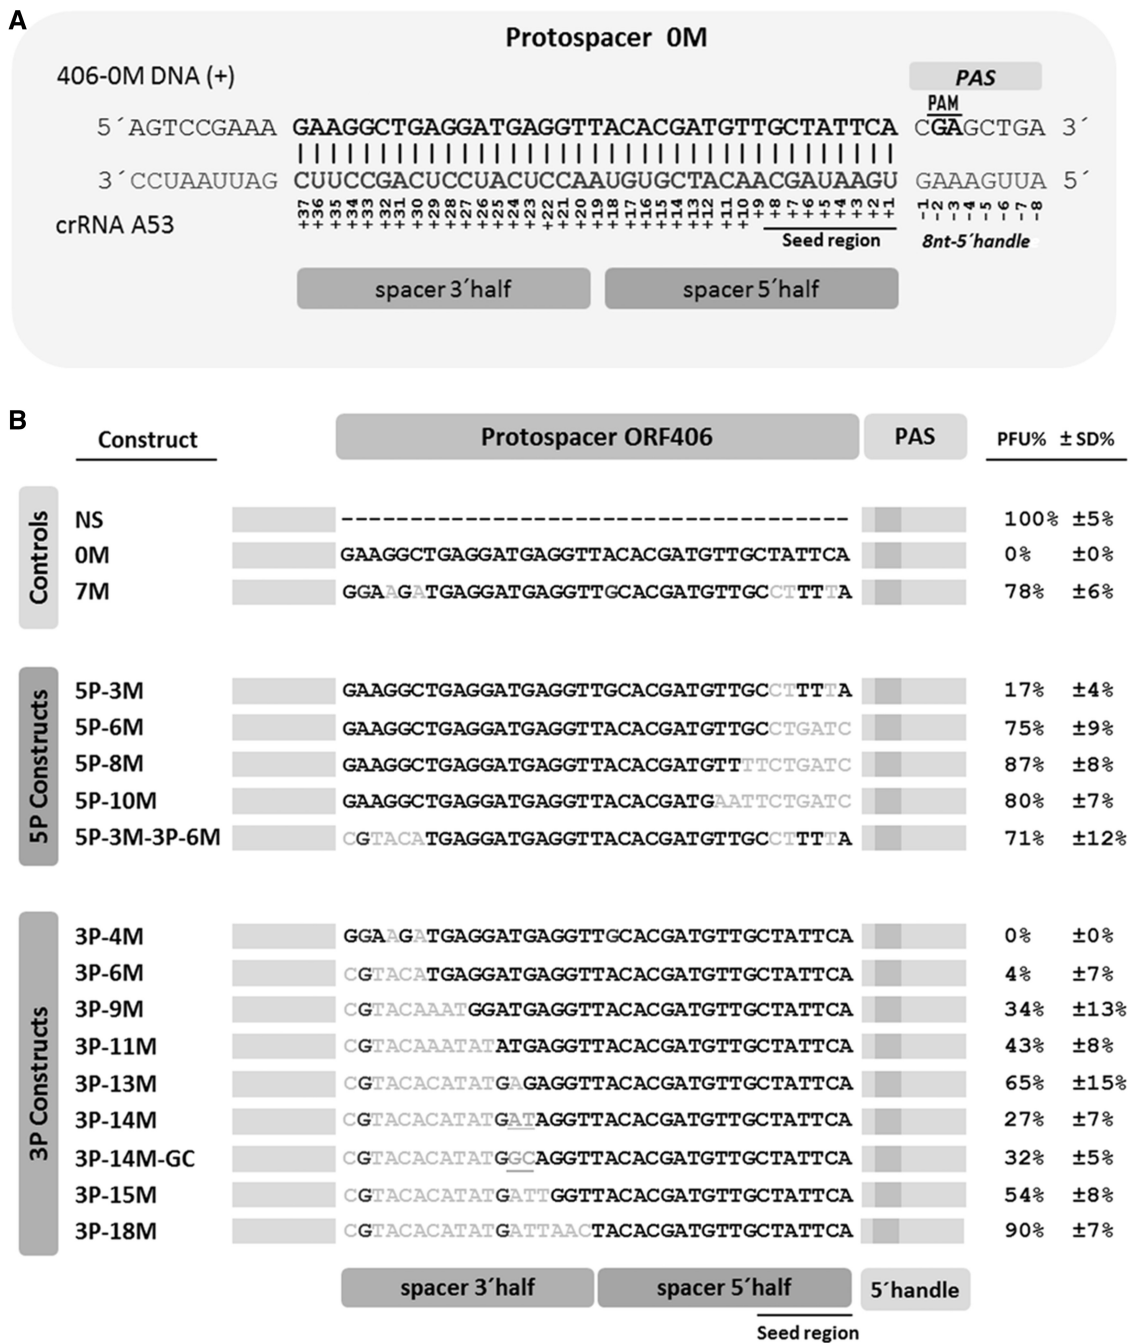 A
Protospacer 0M
406-0M DNA (+)
PAS
PAM
5´AGTCCGAAA GAAGGCTGAGGATGAGGTTACACGATGTTGCTATTCA CGAGCTGA 3´
3´CCUAAUUAG CUUCCGACUCCUACUCCAAUGUGCTACAACGAUAAGU GAAAGUUA 5´
crRNA A53
+37 +36 +35 +34 +33 +32 +31 +30 +29 +28 +27 +26 +25 +24 +23 +22 +21 +20 +19 +18 +17 +16 +15 +14 +13 +12 +11 +10 +9 +8 +7 +6 +5 +4 +3 +2 +1 -1 -2 -3 -4 -5 -6 -7 -8
Seed region
8nt-5´handle
spacer 3´half
spacer 5´half
B
Construct
Protospacer ORF406
PAS
PFU% ± SD%
Controls
NS ------------------------------------- 100% ±5%
0M GAAGGCTGAGGATGAGGTTACACGATGTTGCTATTCA 0% ±0%
7M GGAAGATGAGGATGAGGTTGCACGATGTTGCCTTTTA 78% ±6%
5P Constructs
5P-3M GAAGGCTGAGGATGAGGTTGCACGATGTTGCCTTTTA 17% ±4%
5P-6M GAAGGCTGAGGATGAGGTTACACGATGTTGCCTGATC 75% ±9%
5P-8M GAAGGCTGAGGATGAGGTTACACGATGTTTTCTGATC 87% ±8%
5P-10M GAAGGCTGAGGATGAGGTTACACGATGAATTCTGATC 80% ±7%
5P-3M-3P-6M CGTACATGAGGATGAGGTTACACGATGTTGCCTTTTA 71% ±12%
3P Constructs
3P-4M GGAAGATGAGGATGAGGTTGCACGATGTTGCTATTCA 0% ±0%
3P-6M CGTACATGAGGATGAGGTTACACGATGTTGCTATTCA 4% ±7%
3P-9M CGTACAAATGGATGAGGTTACACGATGTTGCTATTCA 34% ±13%
3P-11M CGTACAAATATATGAGGTTACACGATGTTGCTATTCA 43% ±8%
3P-13M CGTACACATATGAGAGGTTACACGATGTTGCTATTCA 65% ±15%
3P-14M CGTACACATATGATAGGTTACACGATGTTGCTATTCA 27% ±7%
3P-14M-GC CGTACACATATGGCAGGTTACACGATGTTGCTATTCA 32% ±5%
3P-15M CGTACACATATGATTGGTTACACGATGTTGCTATTCA 54% ±8%
3P-18M CGTACACATATGATTAACTACACGATGTTGCTATTCA 90% ±7%
spacer 3´half
spacer 5´half
5´handle
Seed region